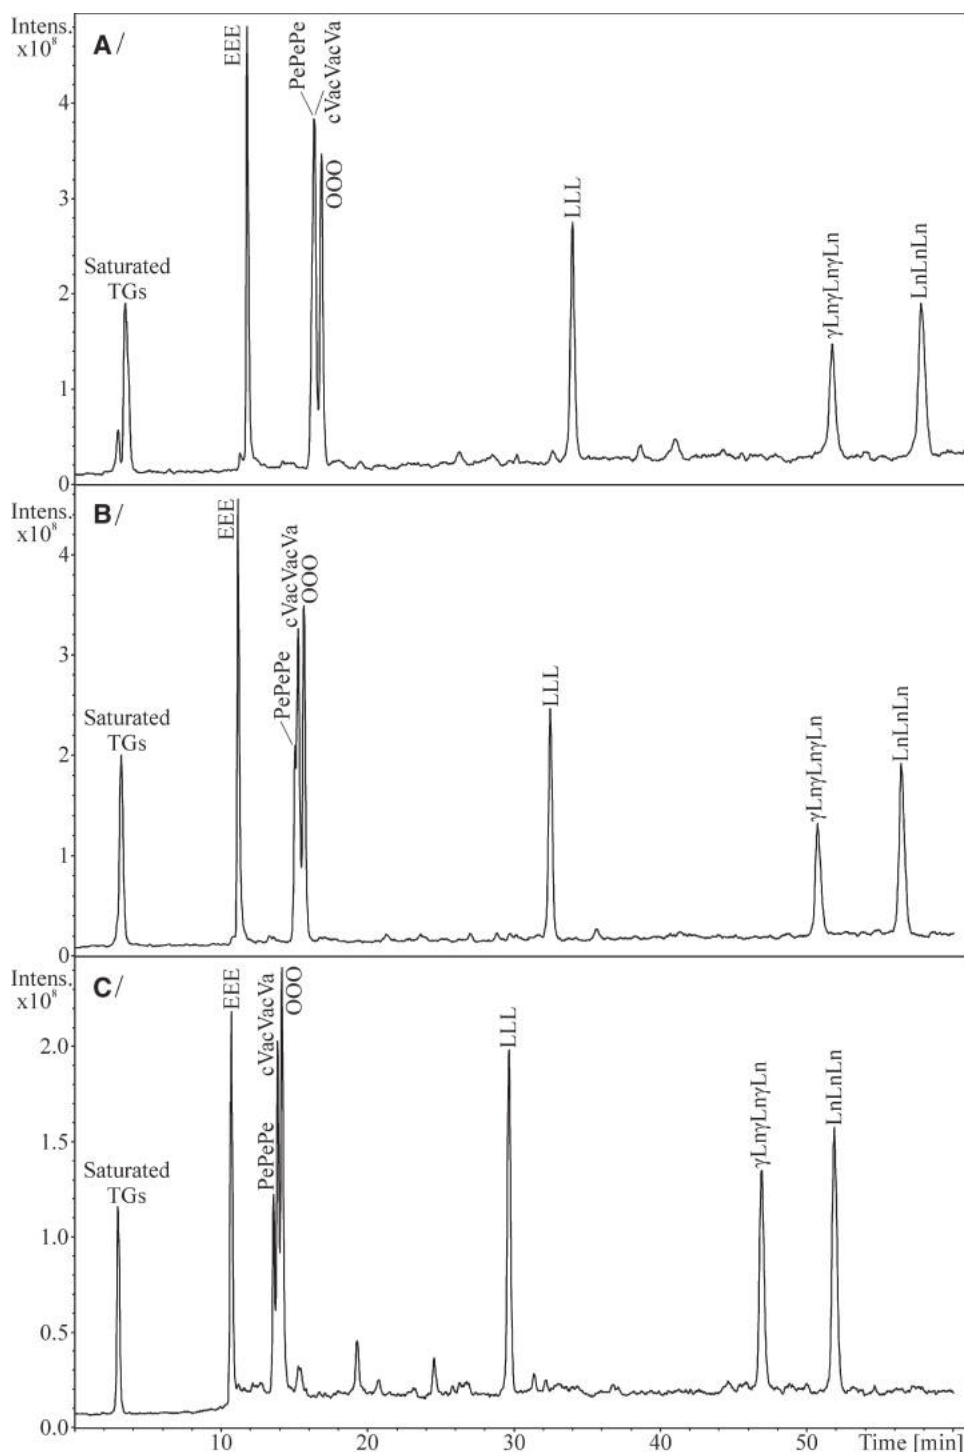 Intens.
x10⁸
A/
EEE
PePePe
cVacVacVa
OOO
LLL
γLnγLnγLn
LnLnLn
Saturated
TGs
4
3
2
1
0
Intens.
x10⁸
B/
EEE
PePePe
cVacVacVa
OOO
LLL
γLnγLnγLn
LnLnLn
Saturated
TGs
4
3
2
1
0
Intens.
x10⁸
C/
EEE
PePePe
cVacVacVa
OOO
LLL
γLnγLnγLn
LnLnLn
Saturated
TGs
2.0
1.5
1.0
0.5
0.0
10 20 30 40 50 Time [min]